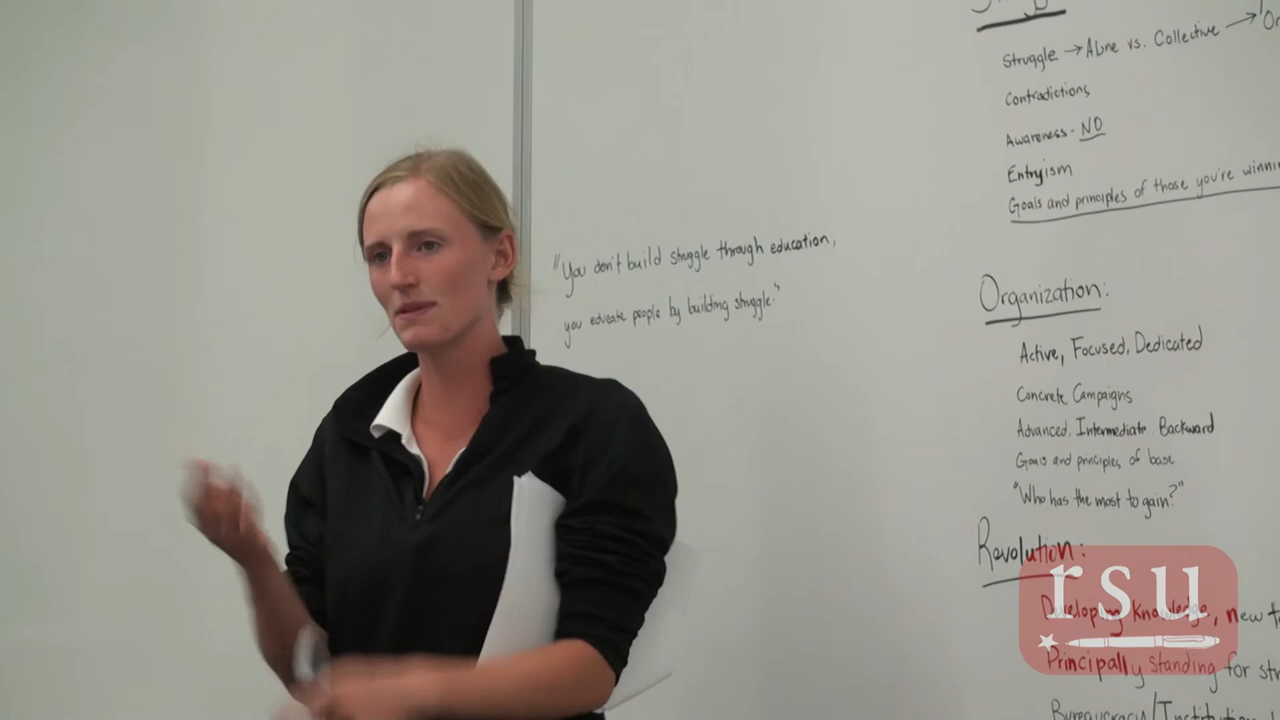 Struggle → Alone vs. Collective →
Contradictions
Awareness - NO
Entryism
Goals and principles of those you're winnin
"You don't build struggle through education,
you educate people by building struggle."
Organization:
Active, Focused, Dedicated
Concrete Campaigns
Advanced, Intermediate Backward
Goals and principles of base
"Who has the most to gain?"
Revolution:
rsu
Developing Knowledge, new
Principally standing for
Bureaucracy/